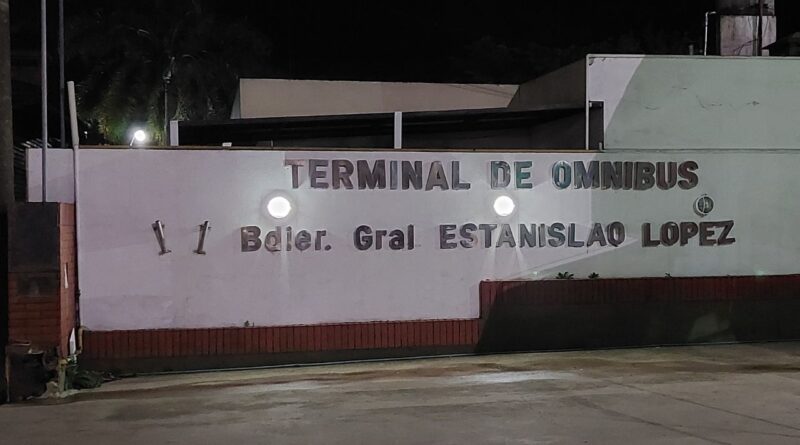 TERMINAL DE OMNIBUS
Bdier. Gral ESTANISLAO LOPEZ